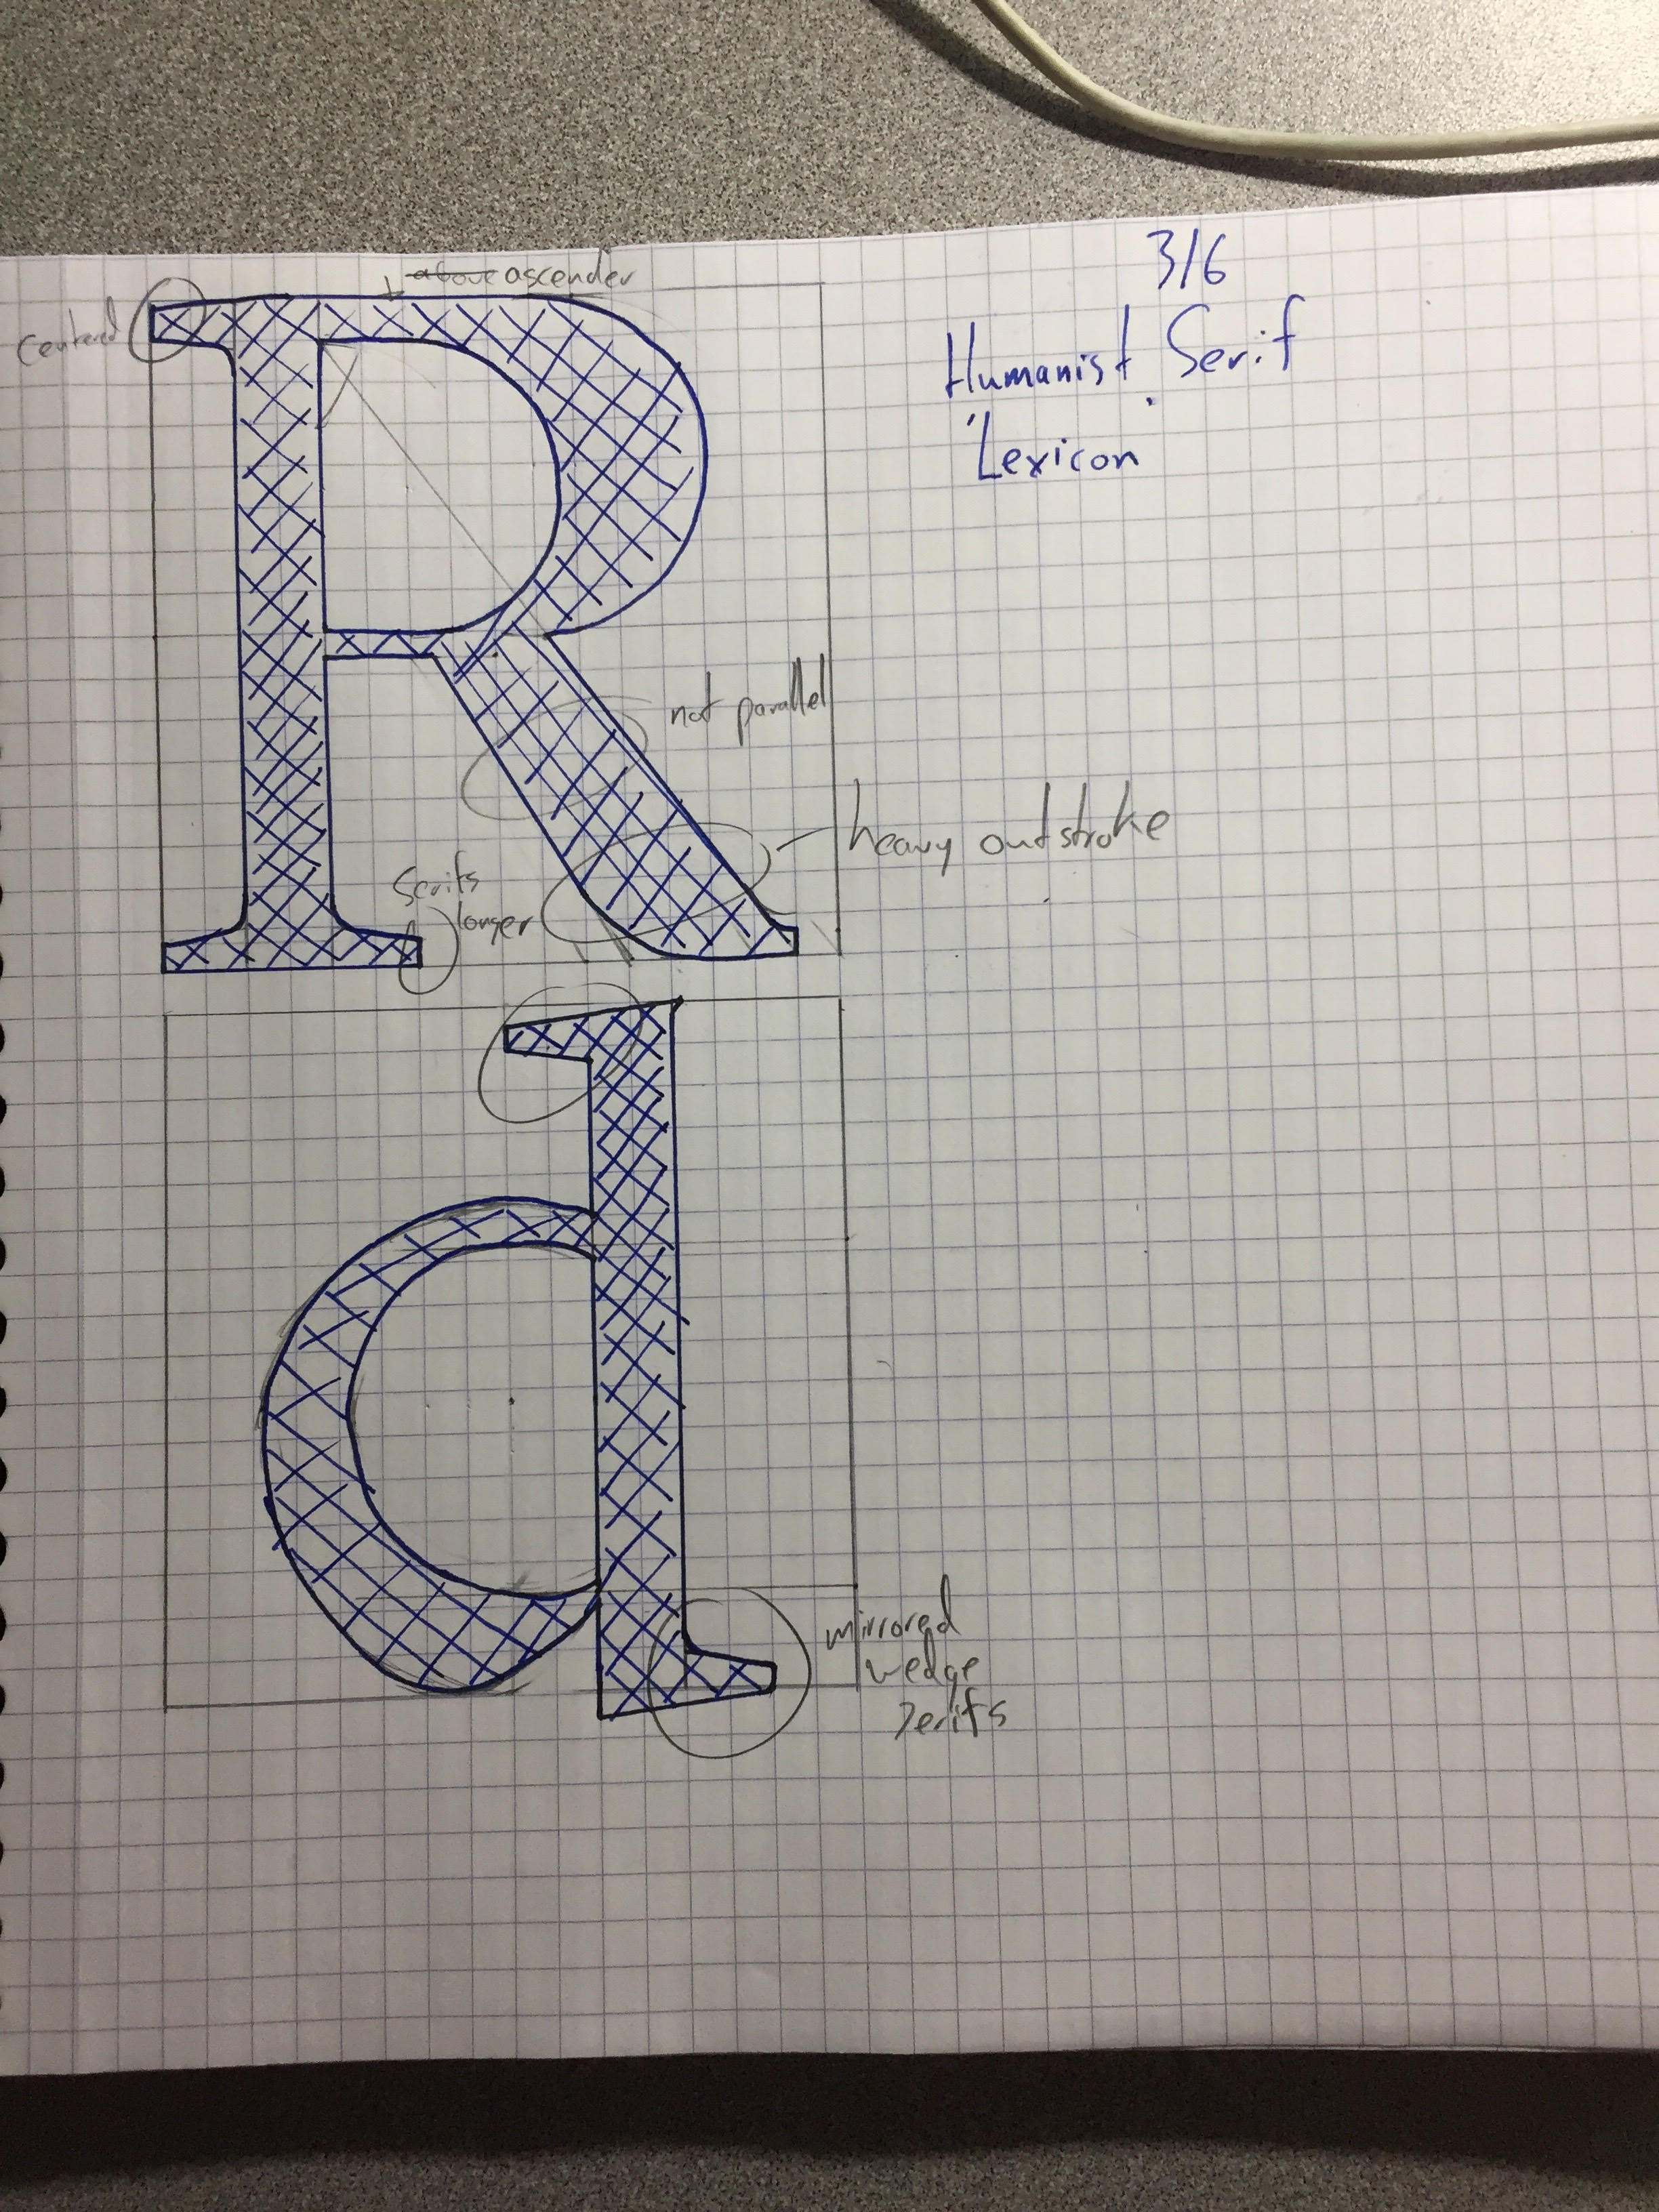 3/6
Humanist Serif
'Lexicon'
above ascender
centered
R
not parallel
heavy outstroke
Serifs
longer
d
mirrored
wedge
serifs